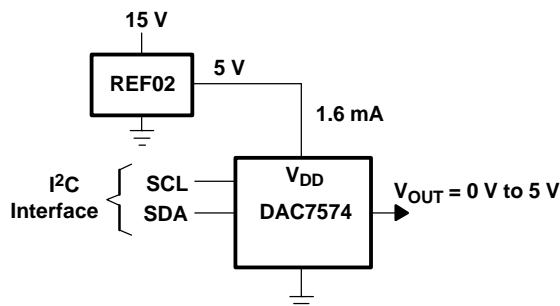 15 V
REF02
5 V
1.6 mA
I²C
Interface
SCL
SDA
V_DD
DAC7574
V_OUT = 0 V to 5 V